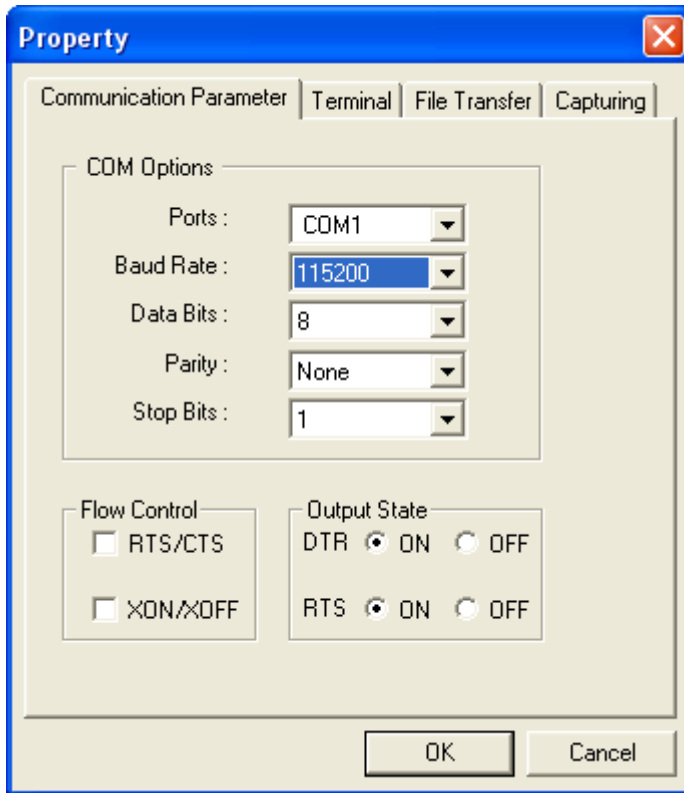 Property
Communication Parameter Terminal File Transfer Capturing
COM Options
Ports : COM1
Baud Rate : 115200
Data Bits : 8
Parity : None
Stop Bits : 1
Flow Control
RTS/CTS
XON/XOFF
Output State
DTR ON OFF
RTS ON OFF
OK Cancel